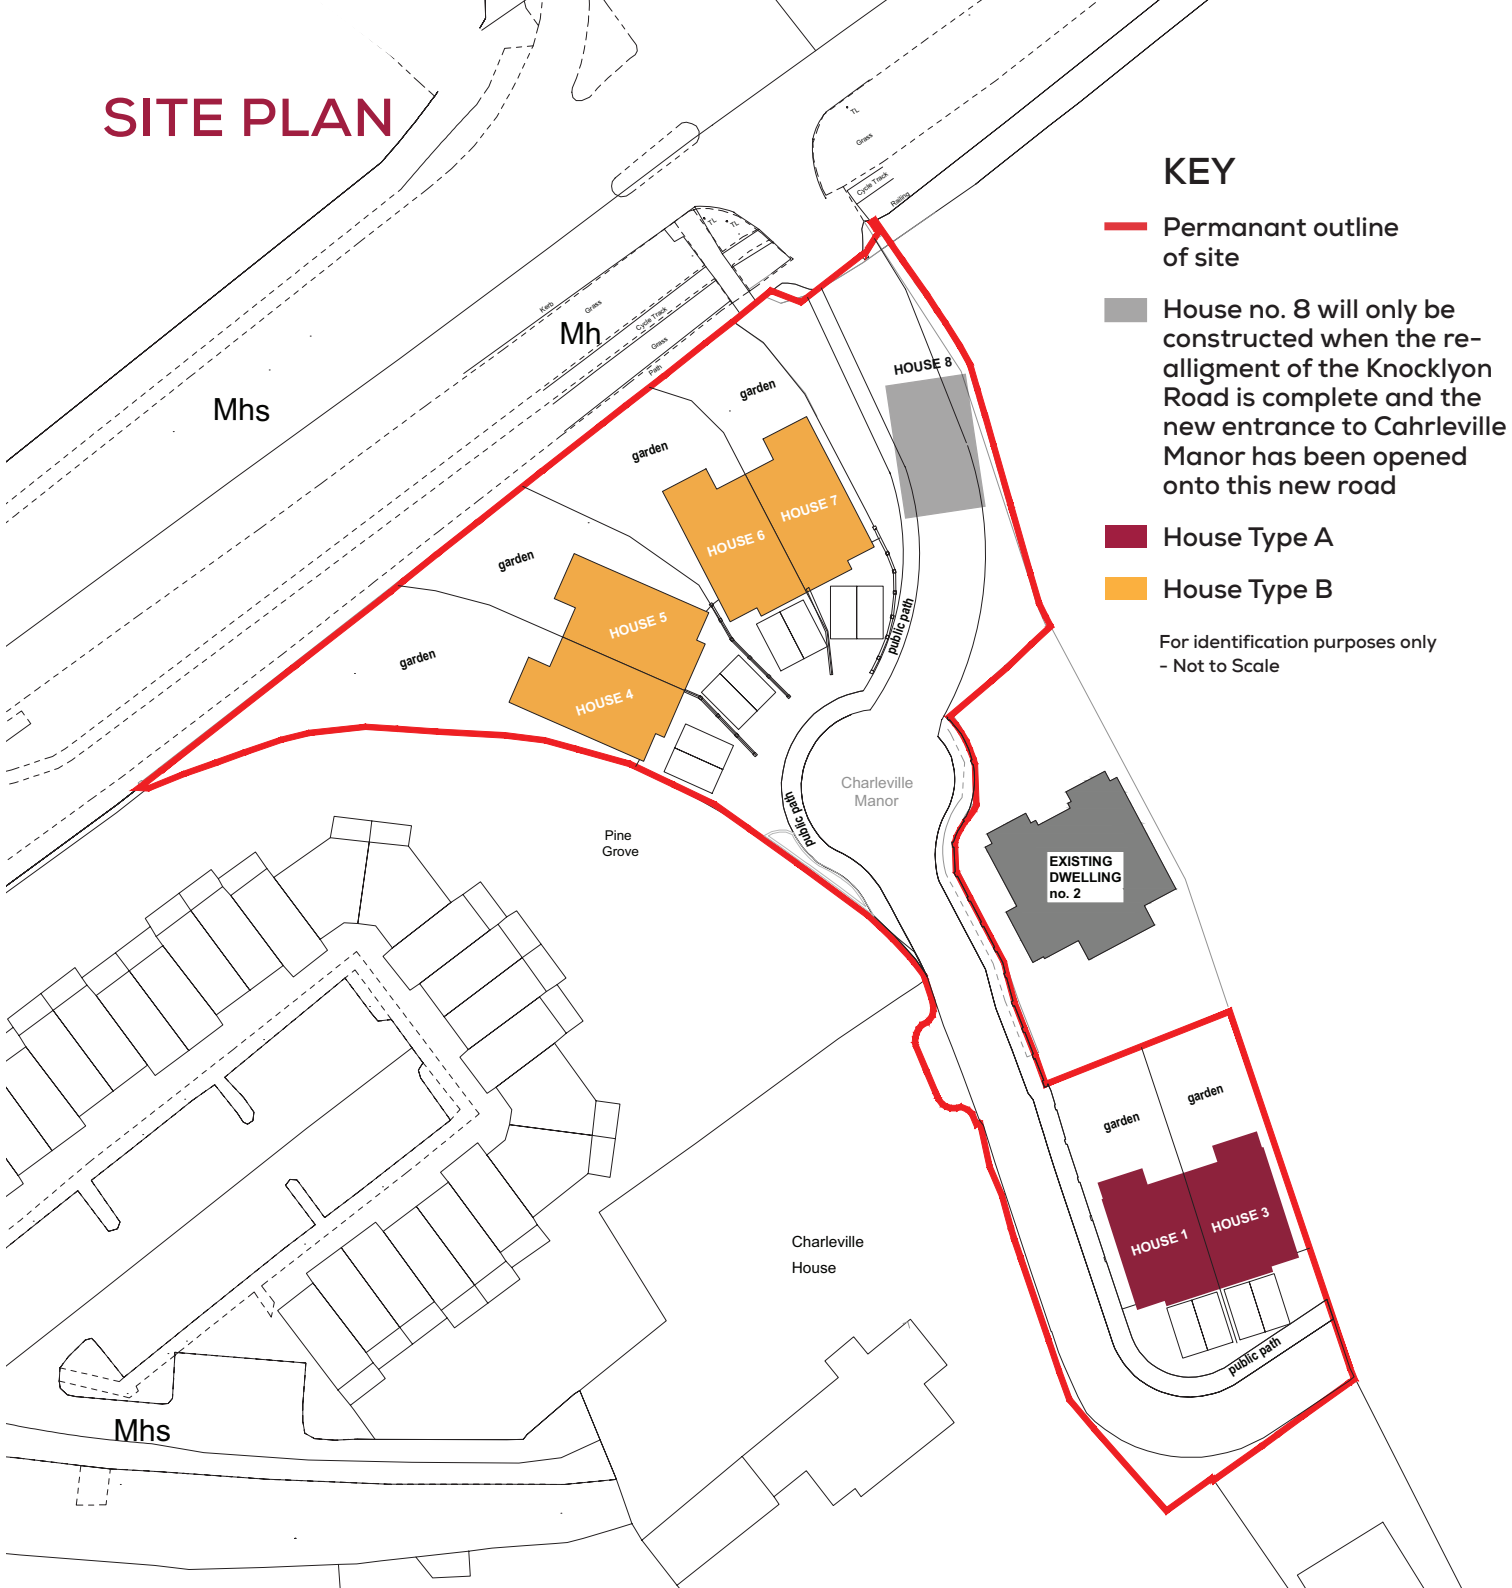 SITE PLAN
KEY
Permanant outline
of site
House no. 8 will only be
constructed when the re-
alligment of the Knocklyon
Road is complete and the
new entrance to Cahrleville
Manor has been opened
onto this new road
House Type A
House Type B
For identification purposes only
- Not to Scale
TL
Grass
Cycle Track
Railing
TL
TL
Kerb
Grass
Cycle Track
Grass
Path
Mh
Mhs
HOUSE 8
garden
garden
garden
garden
HOUSE 7
HOUSE 6
HOUSE 5
HOUSE 4
public path
Charleville
Manor
public path
Pine
Grove
EXISTING
DWELLING
no. 2
garden
garden
HOUSE 1
HOUSE 3
public path
Charleville
House
Mhs